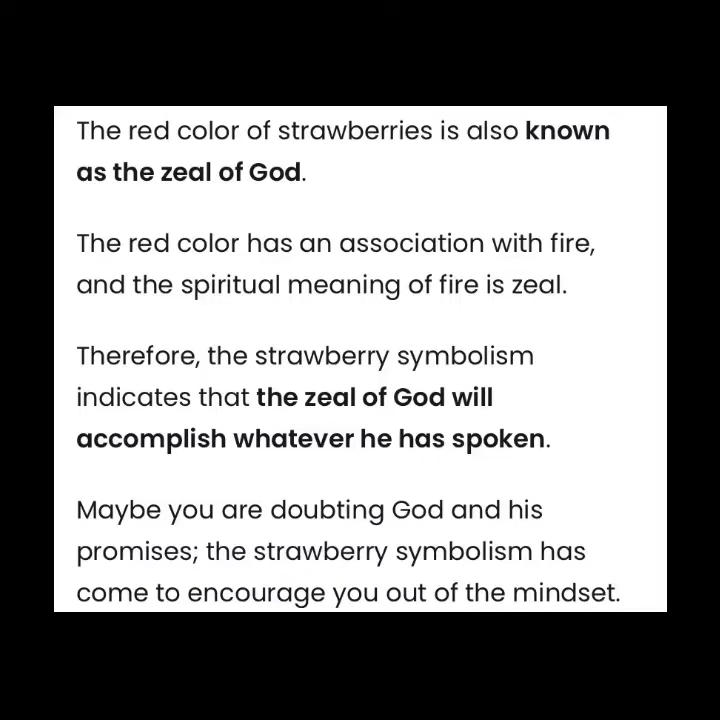 The red color of strawberries is also known
as the zeal of God.
The red color has an association with fire,
and the spiritual meaning of fire is zeal.
Therefore, the strawberry symbolism
indicates that the zeal of God will
accomplish whatever he has spoken.
Maybe you are doubting God and his
promises; the strawberry symbolism has
come to encourage you out of the mindset.